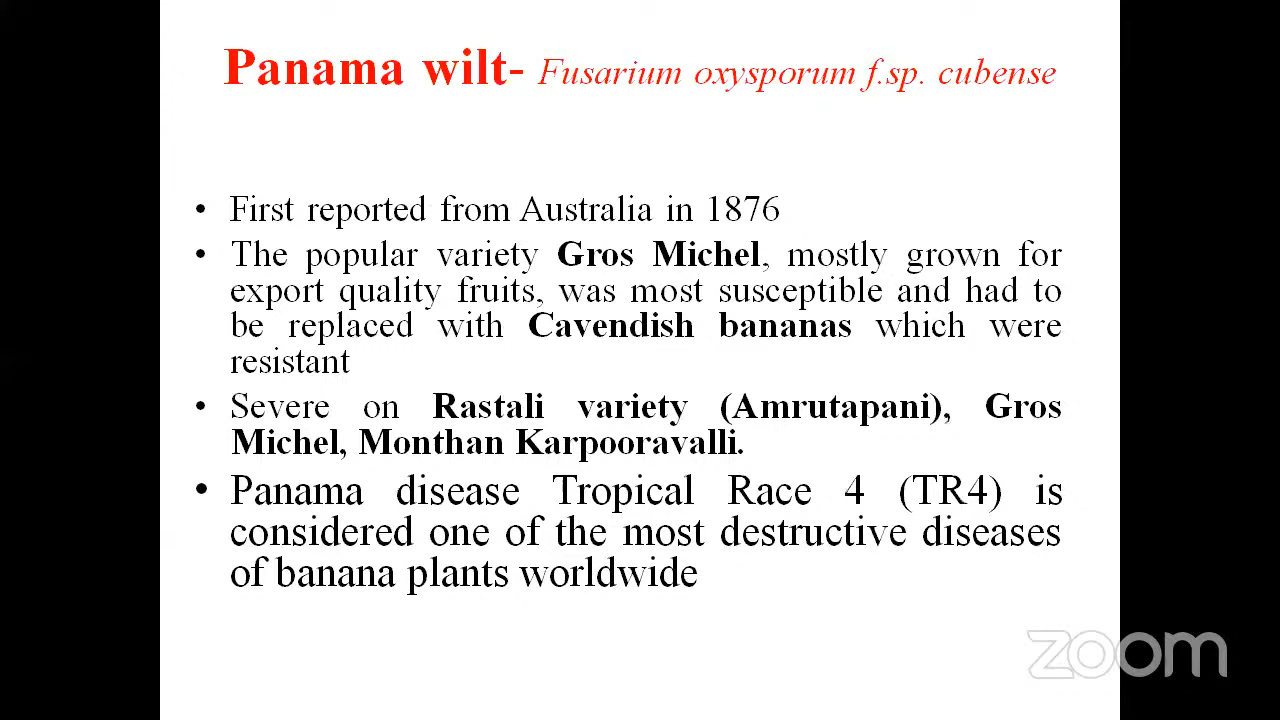 Panama wilt- Fusarium oxysporum f.sp. cubense
• First reported from Australia in 1876
• The popular variety Gros Michel, mostly grown for
export quality fruits, was most susceptible and had to
be replaced with Cavendish bananas which were
resistant
• Severe on Rastali variety (Amrutapani), Gros
Michel, Monthan Karpooravalli.
• Panama disease Tropical Race 4 (TR4) is
considered one of the most destructive diseases
of banana plants worldwide
zoom